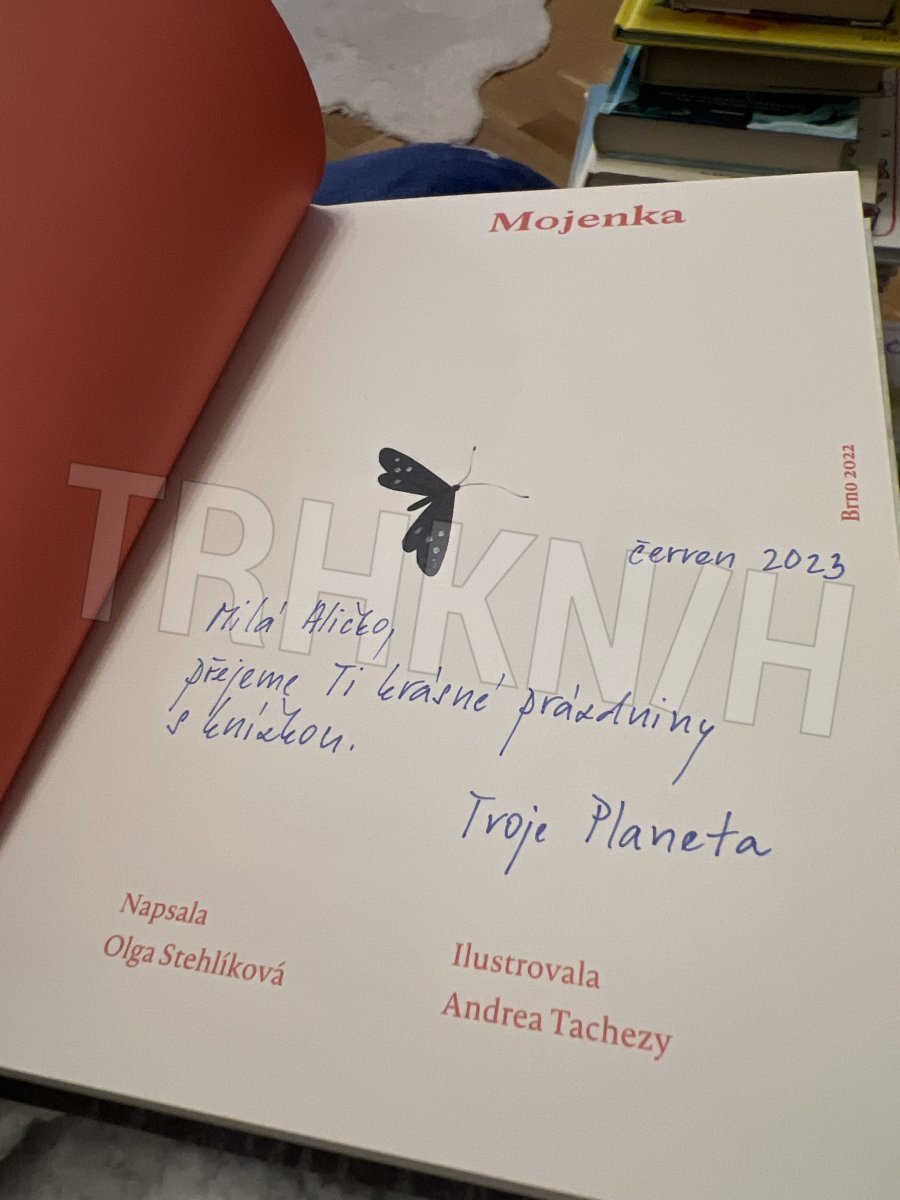 Mojenka
Brno 2022
červen 2023
Milá Aličko,
přejeme Ti krásné prázdniny
s knížkou.
Tvoje Planeta
Napsala
Olga Stehlíková
Ilustrovala
Andrea Tachezy
TRHKN/H